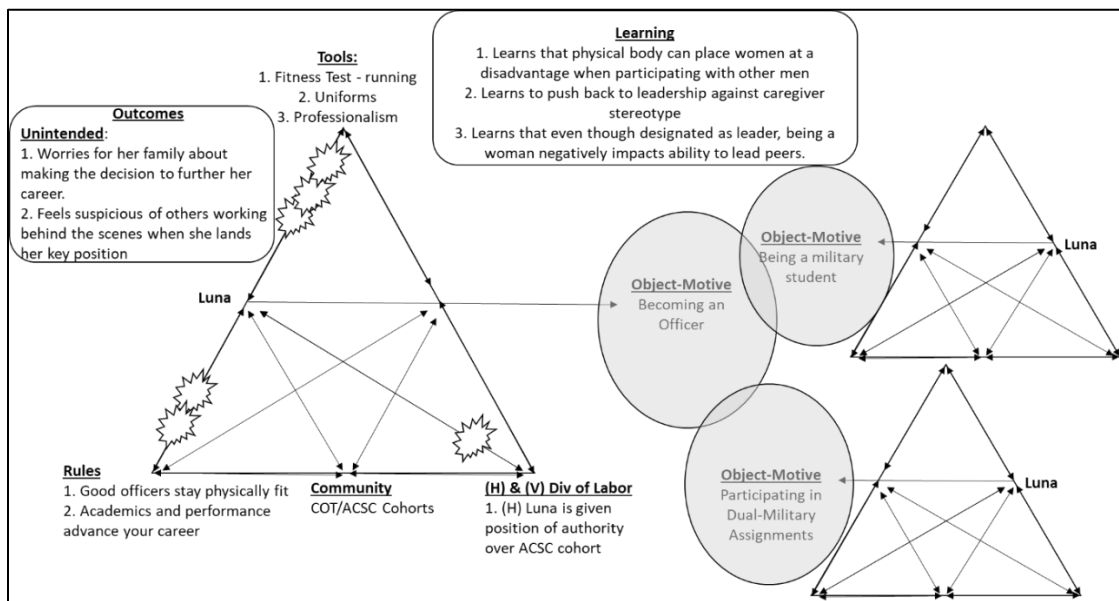 Learning
1. Learns that physical body can place women at a
disadvantage when participating with other men
2. Learns to push back to leadership against caregiver
stereotype
3. Learns that even though designated as leader, being a
woman negatively impacts ability to lead peers.
Tools:
1. Fitness Test - running
2. Uniforms
3. Professionalism
Outcomes
Unintended:
1. Worries for her family about
making the decision to further her
career.
2. Feels suspicious of others working
behind the scenes when she lands
her key position
Luna
Object-Motive
Becoming an
Officer
Object-Motive
Being a military
student
Luna
Rules
1. Good officers stay physically fit
2. Academics and performance
advance your career
Community
COT/ACSC Cohorts
(H) & (V) Div of Labor
1. (H) Luna is given
position of authority
over ACSC cohort
Object-Motive
Participating in
Dual-Military
Assignments
Luna